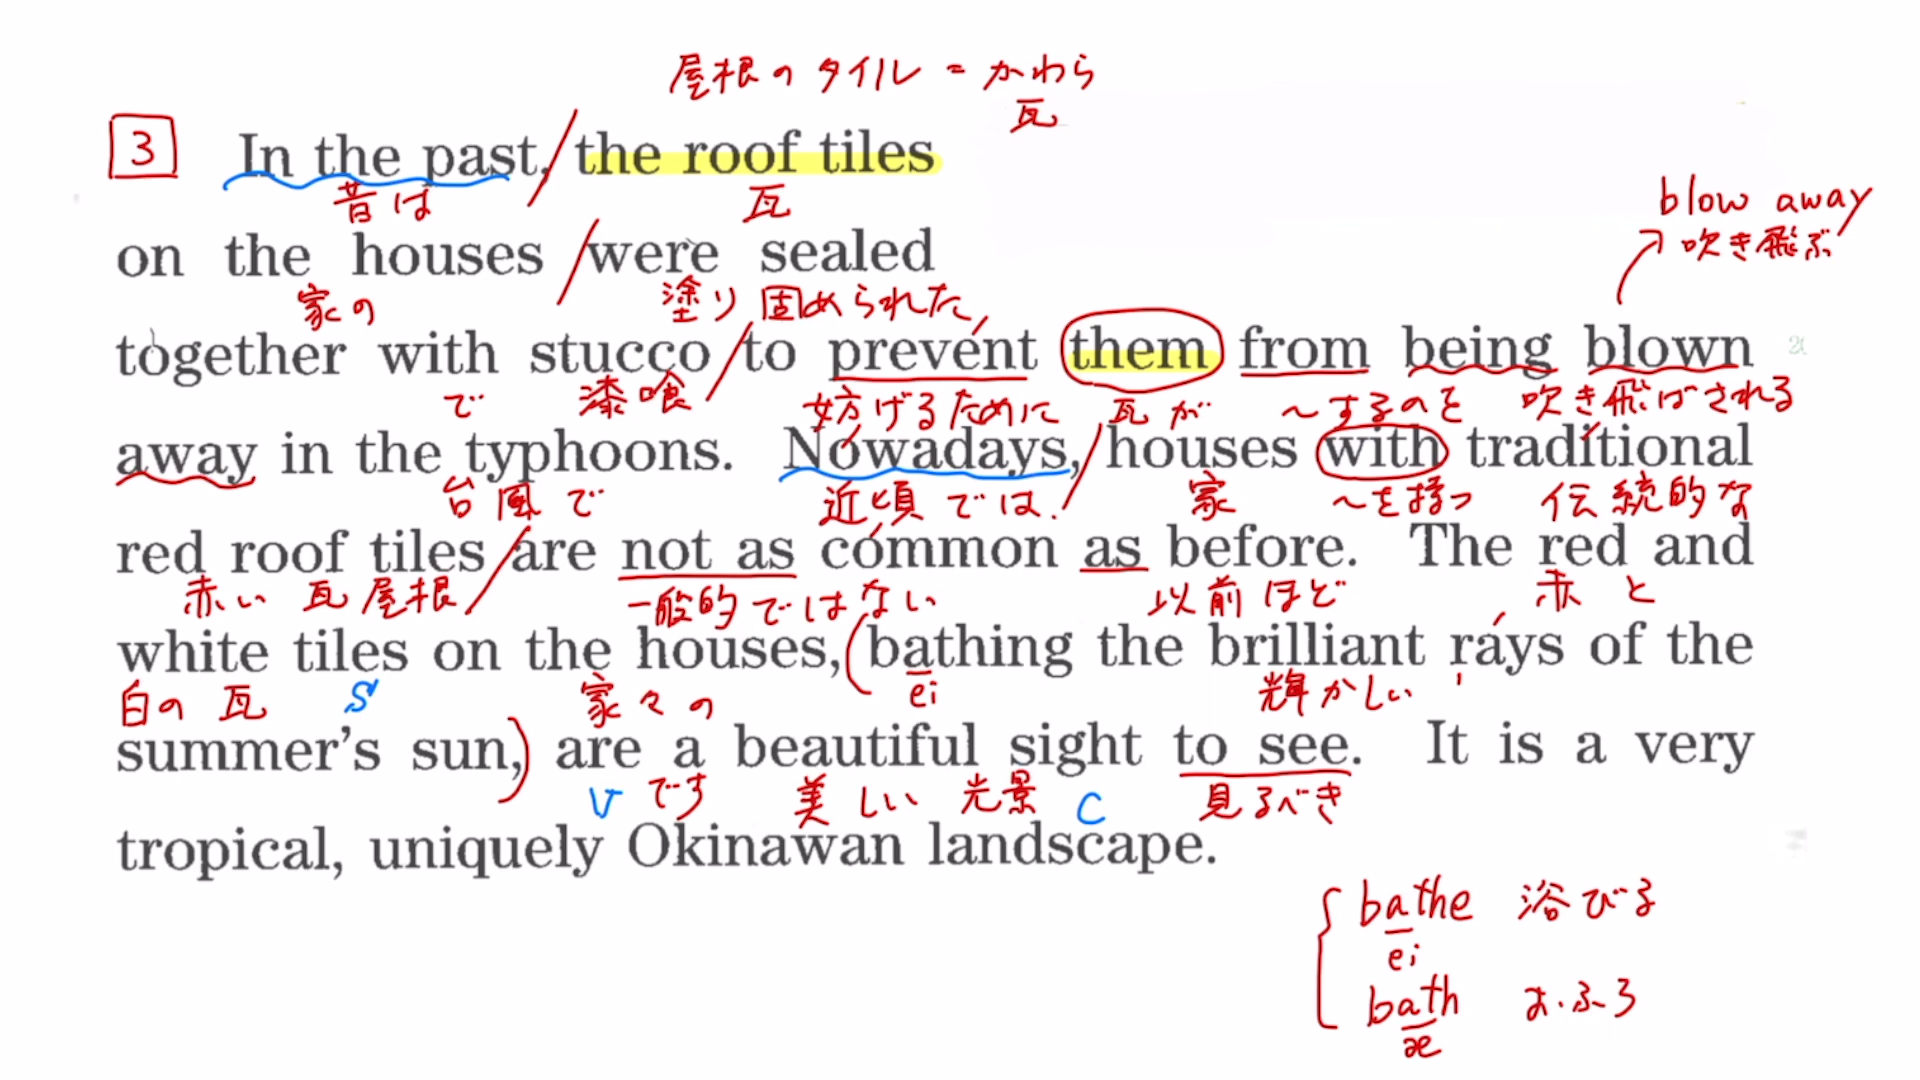 屋根の タイル = かわら
瓦
3 In the past, the roof tiles
昔は 瓦
blow away
吹き飛ぶ
on the houses were sealed
家の 塗り固められた
together with stucco to prevent them from being blown
で 漆喰 妨げるために 瓦が 〜するのを 吹き飛ばされる
away in the typhoons. Nowadays, houses with traditional
台風で 近頃では 家 〜を持つ 伝統的な
red roof tiles are not as common as before. The red and
赤い 瓦屋根 一般的ではない 以前ほど 赤と
white tiles on the houses, (bathing the brilliant rays of the
白の 瓦 S 家々の ei 輝かしい
summer's sun,) are a beautiful sight to see. It is a very
V です 美しい 光景 C 見るべき
tropical, uniquely Okinawan landscape.
bathe 浴びる
ei
bath おふろ
æ